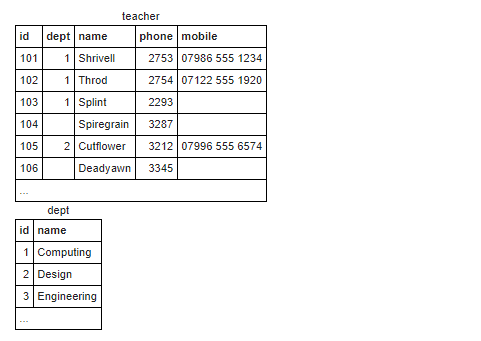 teacher
id dept name phone mobile
101 1 Shrivell 2753 07986 555 1234
102 1 Throd 2754 07122 555 1920
103 1 Splint 2293
104 Spiregrain 3287
105 2 Cutflower 3212 07996 555 6574
106 Deadyawn 3345
...
dept
id name
1 Computing
2 Design
3 Engineering
...